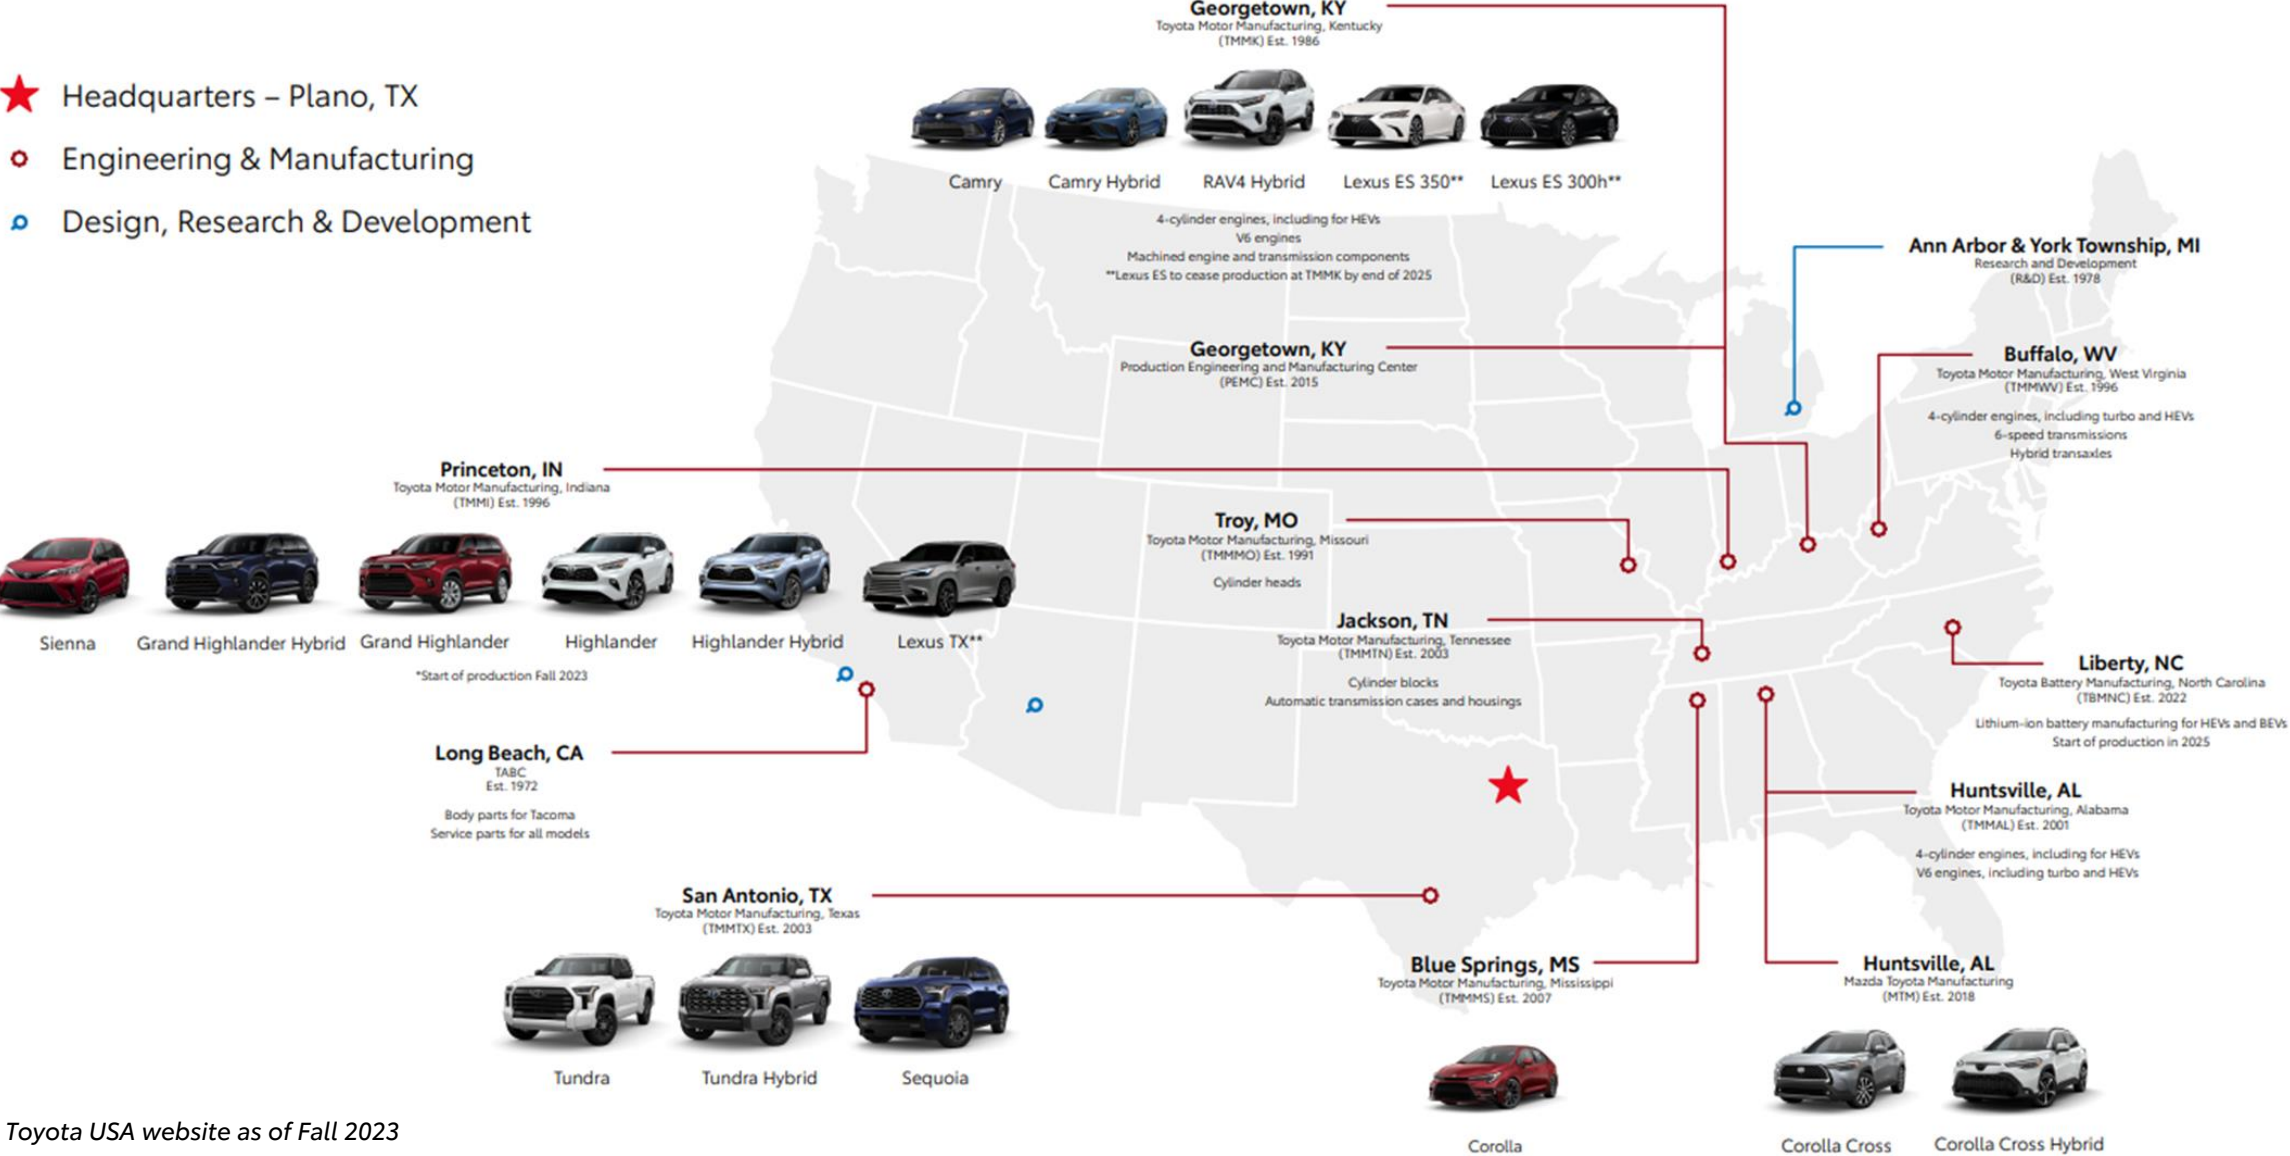 Georgetown, KY
Toyota Motor Manufacturing, Kentucky
(TMMK) Est. 1986
Headquarters – Plano, TX
Engineering & Manufacturing
Design, Research & Development
Camry
Camry Hybrid
RAV4 Hybrid
Lexus ES 350**
Lexus ES 300h**
4-cylinder engines, including for HEVs
V6 engines
Machined engine and transmission components
**Lexus ES to cease production at TMMK by end of 2025
Ann Arbor & York Township, MI
Research and Development
(R&D) Est. 1978
Georgetown, KY
Production Engineering and Manufacturing Center
(PEMC) Est. 2015
Buffalo, WV
Toyota Motor Manufacturing, West Virginia
(TMMWV) Est. 1996
4-cylinder engines, including turbo and HEVs
6-speed transmissions
Hybrid transaxles
Princeton, IN
Toyota Motor Manufacturing, Indiana
(TMMI) Est. 1996
Sienna
Grand Highlander Hybrid
Grand Highlander
Highlander
Highlander Hybrid
Lexus TX**
*Start of production Fall 2023
Troy, MO
Toyota Motor Manufacturing, Missouri
(TMMMO) Est. 1991
Cylinder heads
Jackson, TN
Toyota Motor Manufacturing, Tennessee
(TMMTN) Est. 2003
Cylinder blocks
Automatic transmission cases and housings
Liberty, NC
Toyota Battery Manufacturing, North Carolina
(TBMNC) Est. 2022
Lithium-ion battery manufacturing for HEVs and BEVs
Start of production in 2025
Long Beach, CA
TABC
Est. 1972
Body parts for Tacoma
Service parts for all models
Huntsville, AL
Toyota Motor Manufacturing, Alabama
(TMMAL) Est. 2001
4-cylinder engines, including for HEVs
V6 engines, including turbo and HEVs
San Antonio, TX
Toyota Motor Manufacturing, Texas
(TMMTX) Est. 2003
Tundra
Tundra Hybrid
Sequoia
Blue Springs, MS
Toyota Motor Manufacturing, Mississippi
(TMMMS) Est. 2007
Corolla
Huntsville, AL
Mazda Toyota Manufacturing
(MTM) Est. 2018
Corolla Cross
Corolla Cross Hybrid
Toyota USA website as of Fall 2023